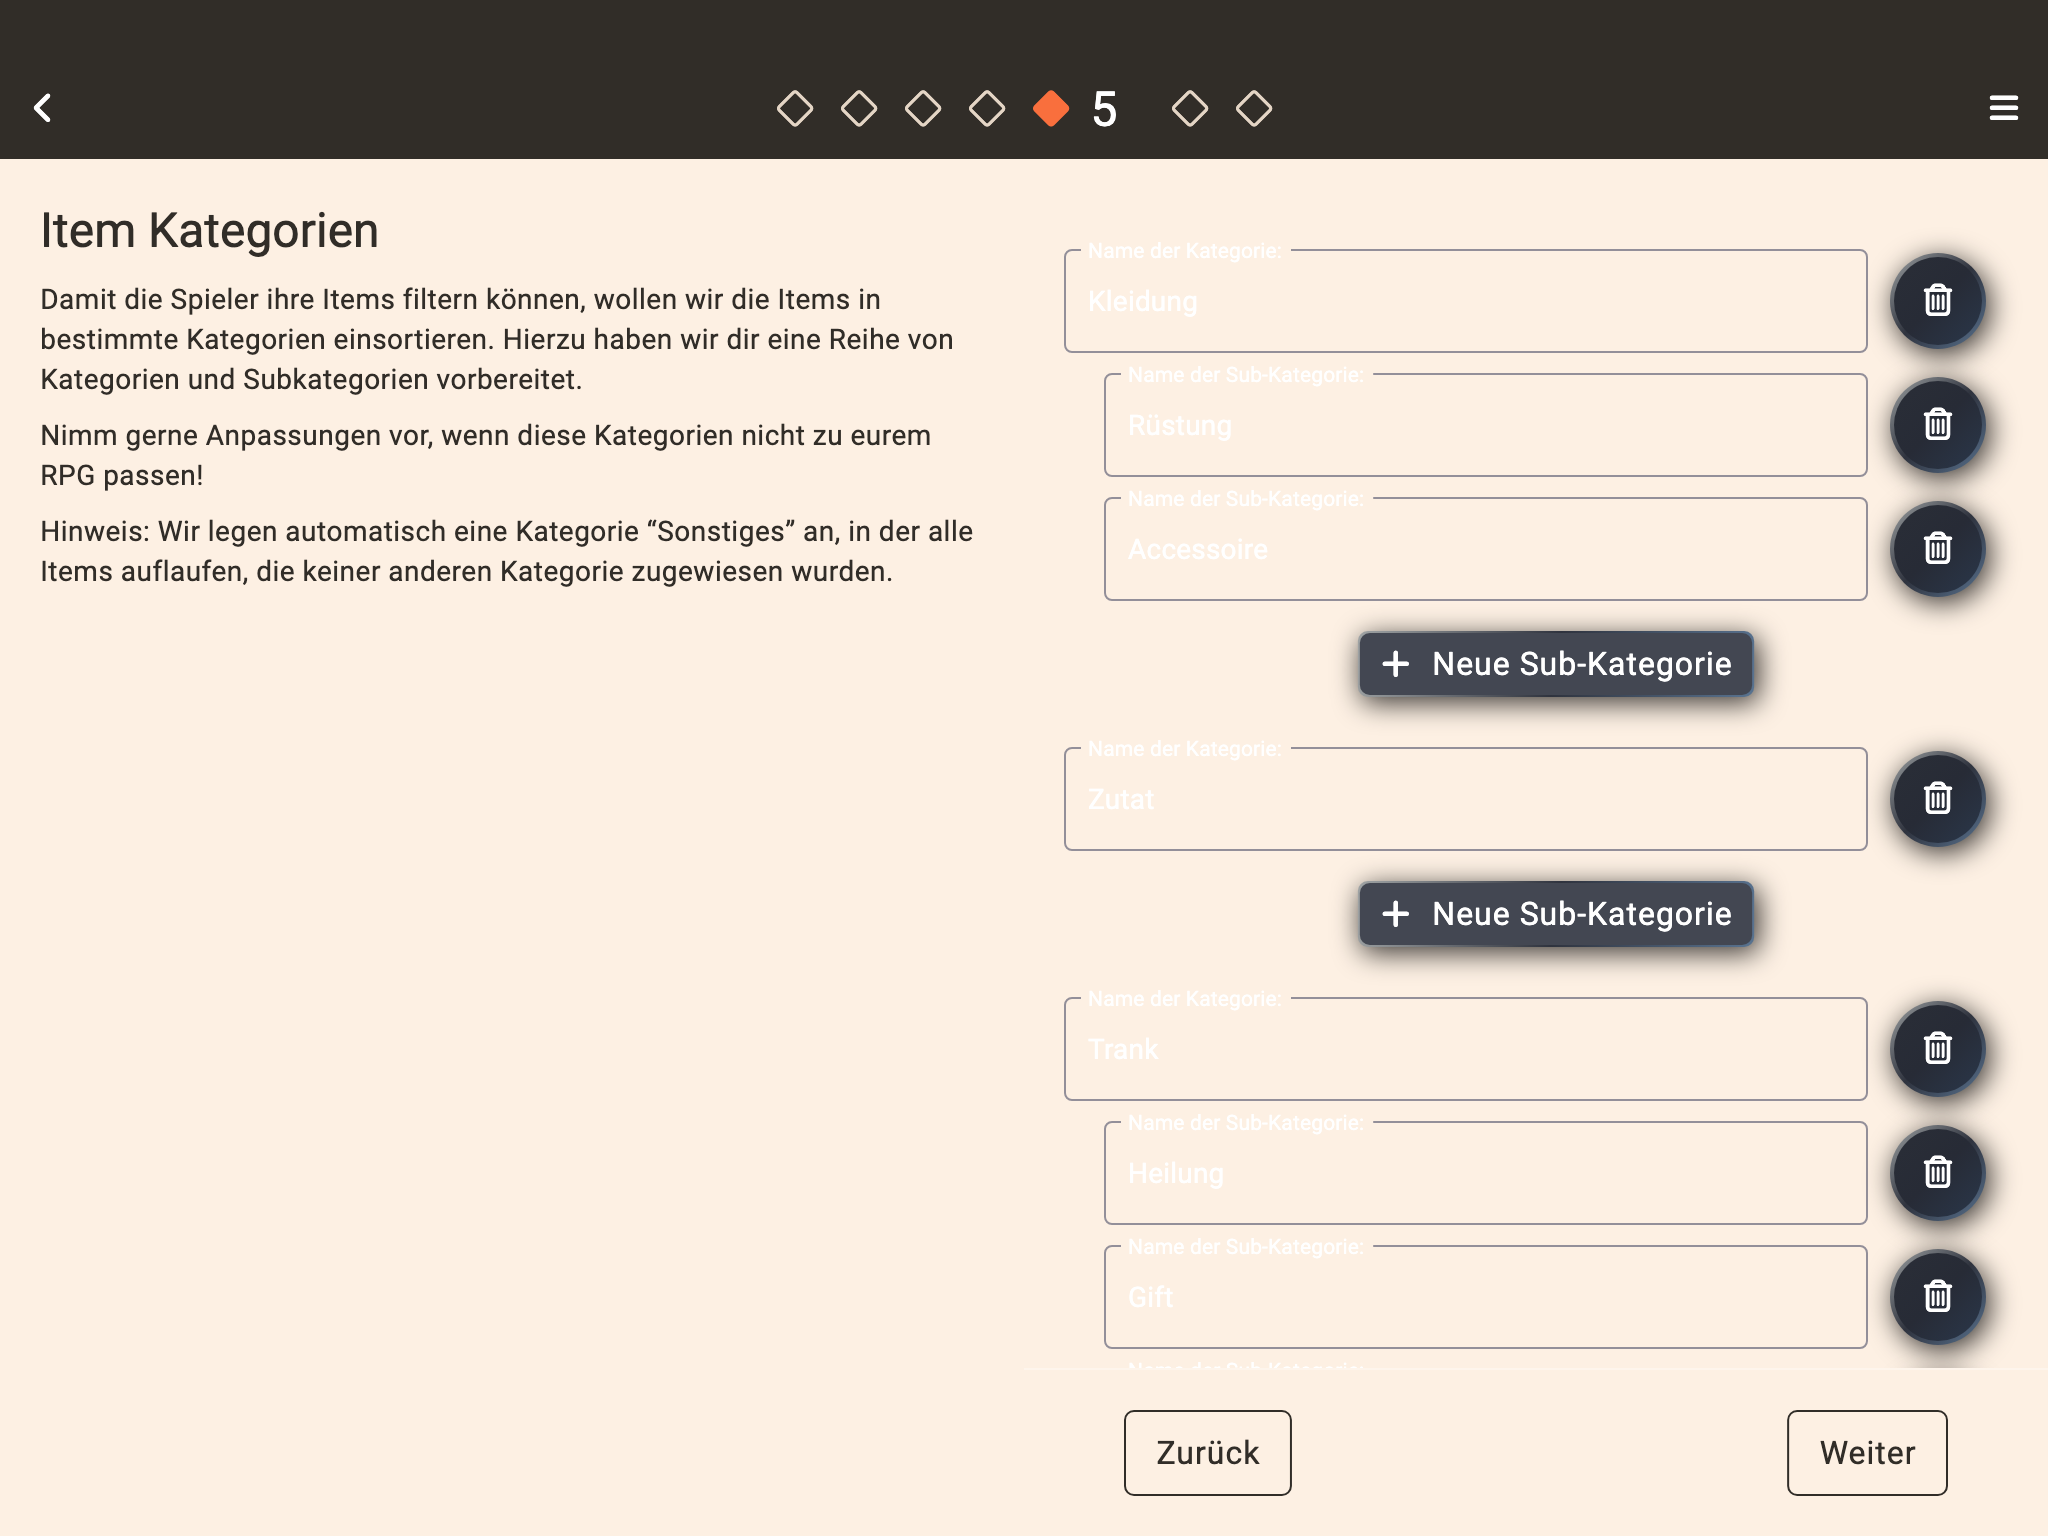 5
Item Kategorien
Damit die Spieler ihre Items filtern können, wollen wir die Items in
bestimmte Kategorien einsortieren. Hierzu haben wir dir eine Reihe von
Kategorien und Subkategorien vorbereitet.
Nimm gerne Anpassungen vor, wenn diese Kategorien nicht zu eurem
RPG passen!
Hinweis: Wir legen automatisch eine Kategorie “Sonstiges” an, in der alle
Items auflaufen, die keiner anderen Kategorie zugewiesen wurden.
Name der Kategorie:
Kleidung
Name der Sub-Kategorie:
Rüstung
Name der Sub-Kategorie:
Accessoire
Neue Sub-Kategorie
Name der Kategorie:
Zutat
Neue Sub-Kategorie
Name der Kategorie:
Trank
Name der Sub-Kategorie:
Heilung
Name der Sub-Kategorie:
Gift
Name der Sub-Kategorie:
Zurück
Weiter